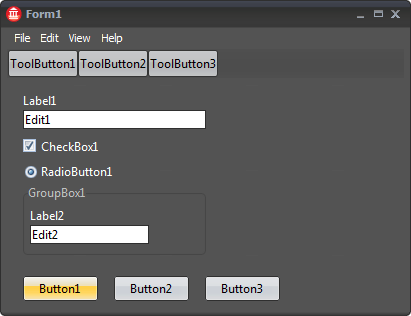 Form1
File Edit View Help
ToolButton1 ToolButton2 ToolButton3
Label1
Edit1
CheckBox1
RadioButton1
GroupBox1
Label2
Edit2
Button1 Button2 Button3